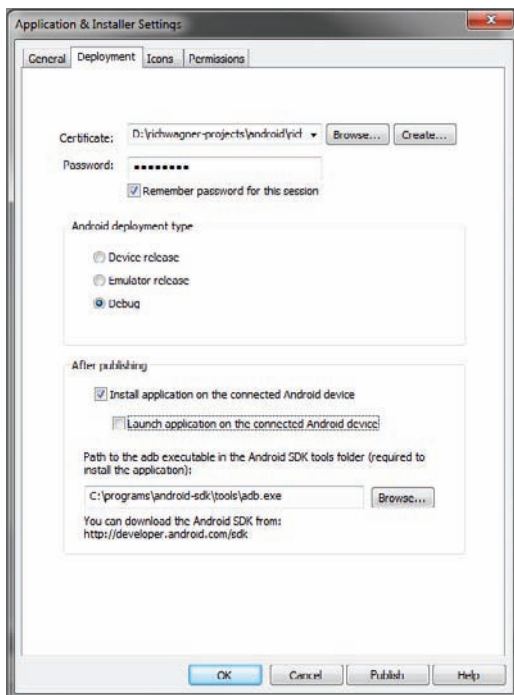 Application & Installer Settings
General Deployment Icons Permissions
Certificate: D:\richwagner-projects\android\rich Browse... Create...
Password: ••••••••
Remember password for this session
Android deployment type
Device release
Emulator release
Debug
After publishing
Install application on the connected Android device
Launch application on the connected Android device
Path to the adb executable in the Android SDK tools folder (required to
install the application):
C:\programs\android-sdk\tools\adb.exe Browse...
You can download the Android SDK from:
http://developer.android.com/sdk
OK Cancel Publish Help